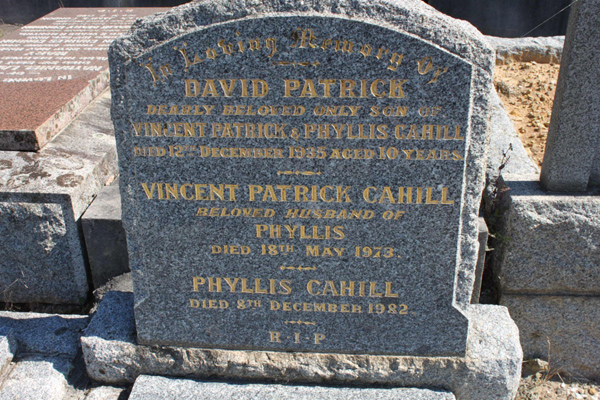 In Loving Memory Of
DAVID PATRICK
DEARLY BELOVED ONLY SON OF
VINCENT PATRICK & PHYLLIS CAHILL
DIED 12TH DECEMBER 1935 AGED 10 YEARS
VINCENT PATRICK CAHILL
BELOVED HUSBAND OF
PHYLLIS
DIED 18TH MAY 1973.
PHYLLIS CAHILL
DIED 8TH DECEMBER 1982
R·I·P